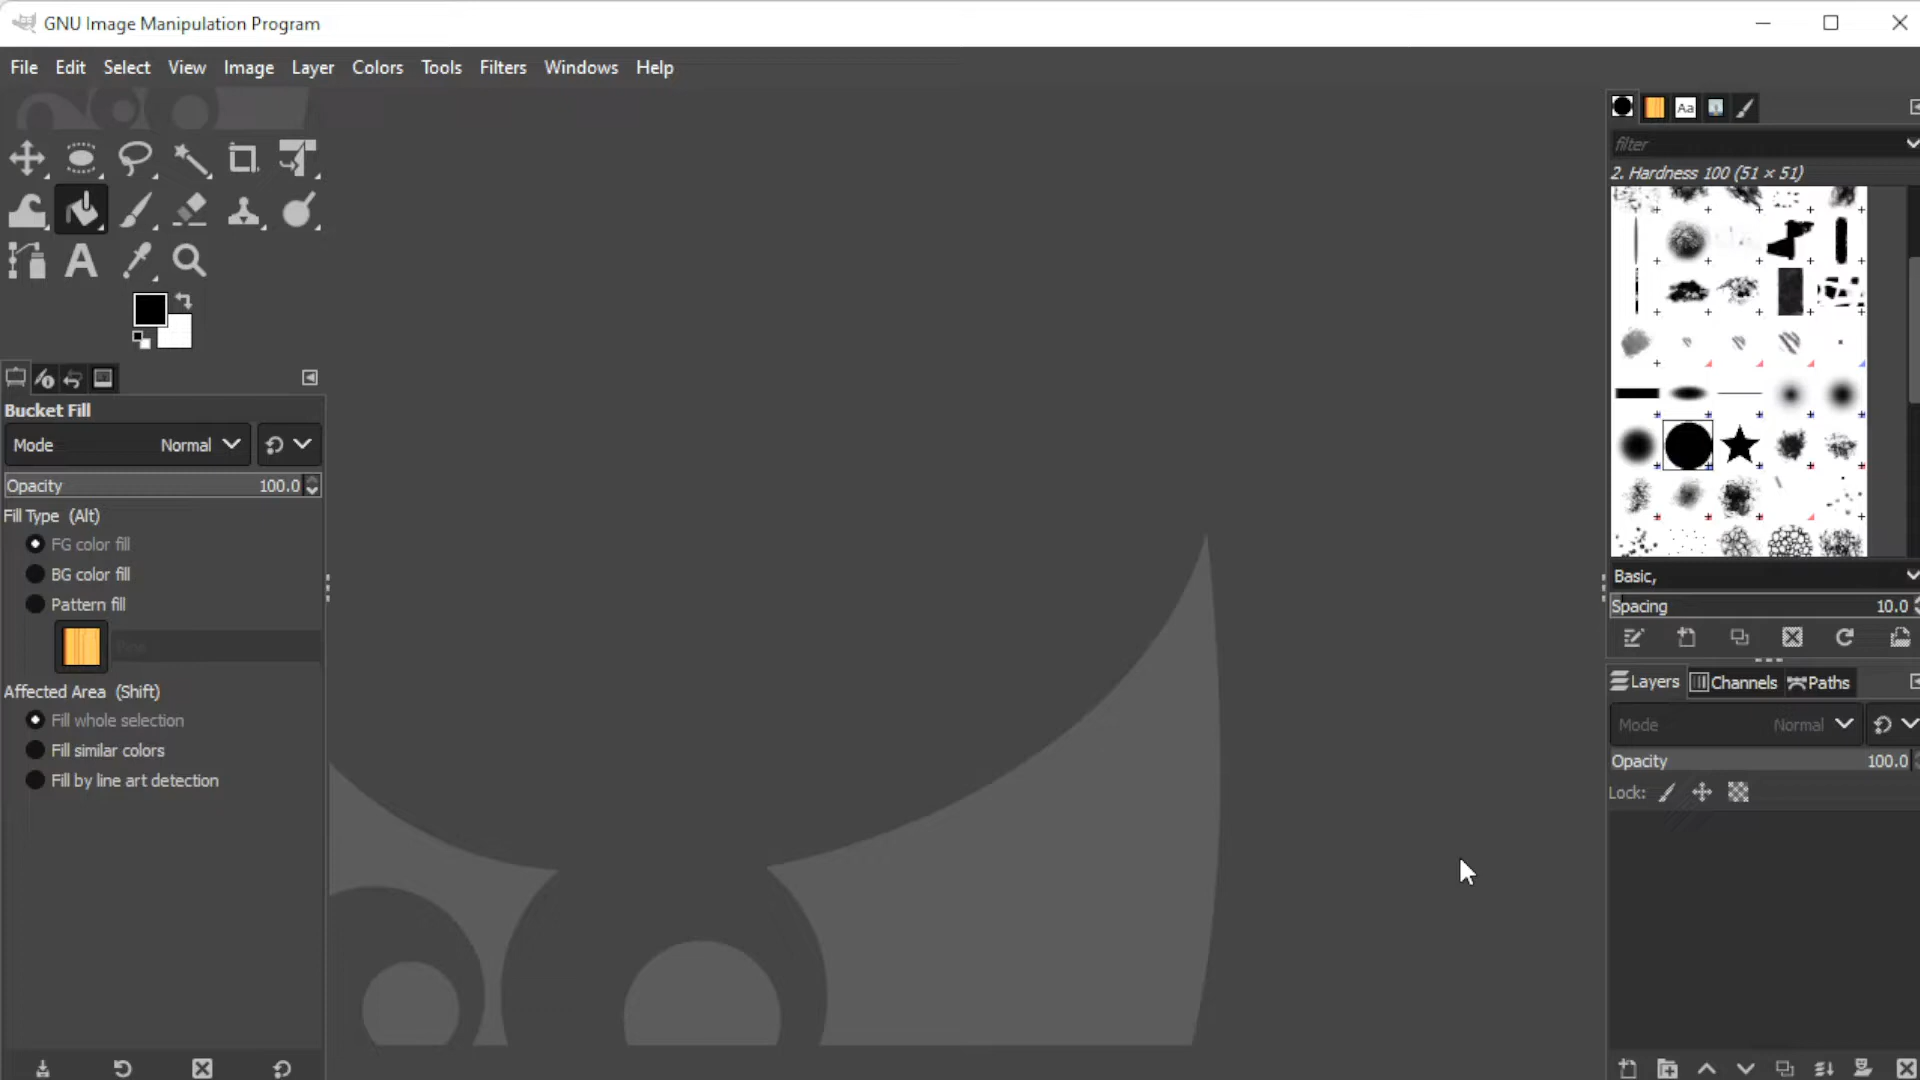 GNU Image Manipulation Program
File Edit Select View Image Layer Colors Tools Filters Windows Help
Aa
filter
2. Hardness 100 (51 × 51)
A
Bucket Fill
Mode Normal
Opacity 100.0
Fill Type (Alt)
FG color fill
BG color fill
Pattern fill
Pine
Affected Area (Shift)
Fill whole selection
Fill similar colors
Fill by line art detection
Basic,
Spacing 10.0
Layers Channels Paths
Mode Normal
Opacity 100.0
Lock: